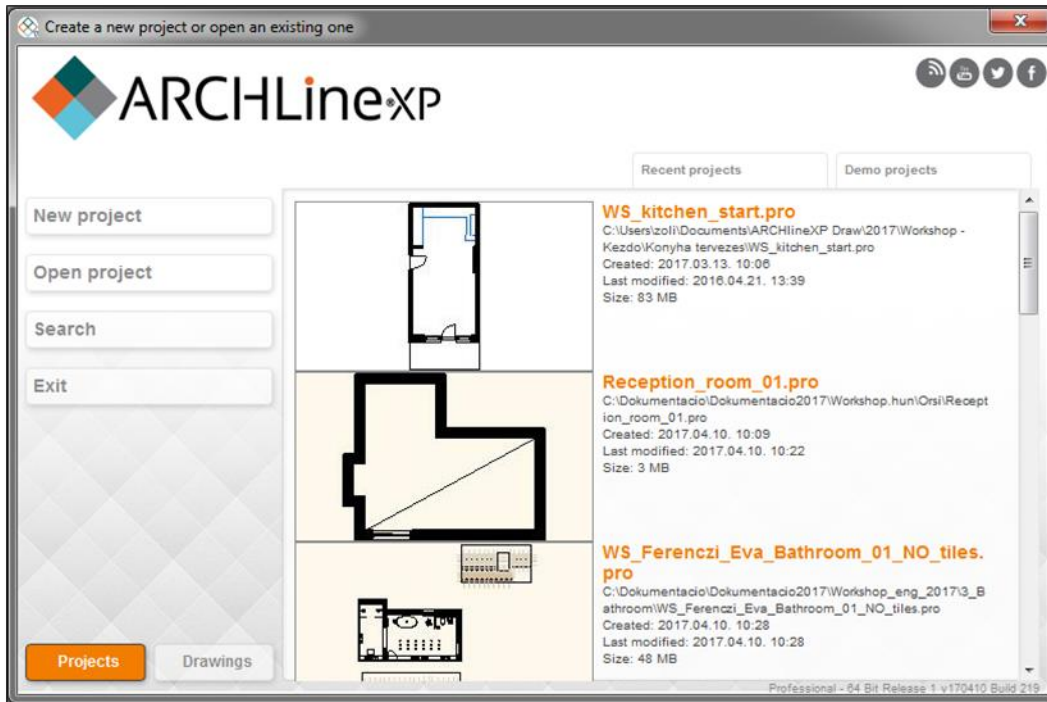 Create a new project or open an existing one
ARCHLine.XP
You
Recent projects
Demo projects
New project
Open project
Search
Exit
WS_kitchen_start.pro
C:\Users\zoli\Documents\ARCHlineXP Draw\2017\Workshop -
Kezdo\Konyha tervezes\WS_kitchen_start.pro
Created: 2017.03.13. 10:06
Last modified: 2016.04.21. 13:39
Size: 83 MB
Reception_room_01.pro
C:\Dokumentacio\Dokumentacio2017\Workshop.hun\Orsi\Recept
ion_room_01.pro
Created: 2017.04.10. 10:09
Last modified: 2017.04.10. 10:22
Size: 3 MB
WS_Ferenczi_Eva_Bathroom_01_NO_tiles.
pro
C:\Dokumentacio\Dokumentacio2017\Workshop_eng_2017\3_B
athroom\WS_Ferenczi_Eva_Bathroom_01_NO_tiles.pro
Created: 2017.04.10. 10:28
Last modified: 2017.04.10. 10:28
Size: 48 MB
Projects
Drawings
Professional - 64 Bit Release 1 v170410 Build 219